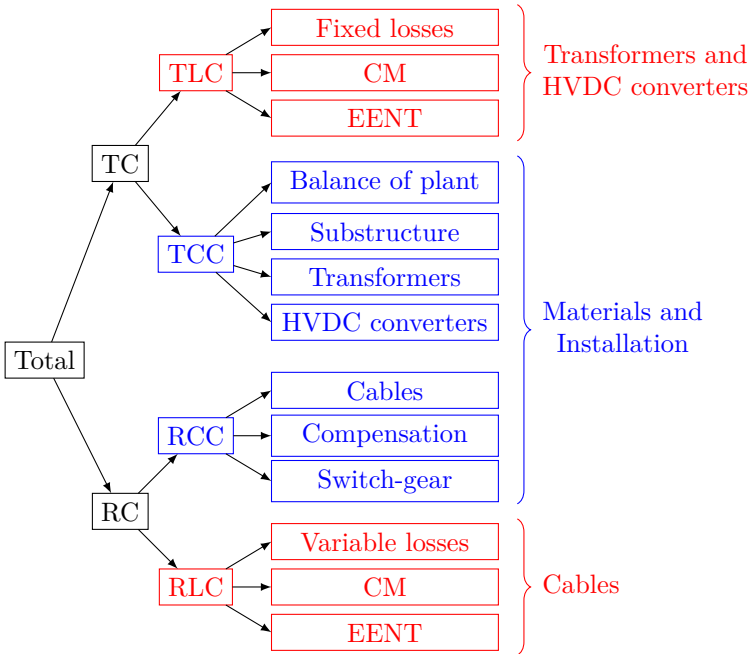 Total
TC
TLC
Fixed losses
CM
EENT
Transformers and
HVDC converters
TCC
Balance of plant
Substructure
Transformers
HVDC converters
Materials and
Installation
RC
RCC
Cables
Compensation
Switch-gear
RLC
Variable losses
CM
EENT
Cables